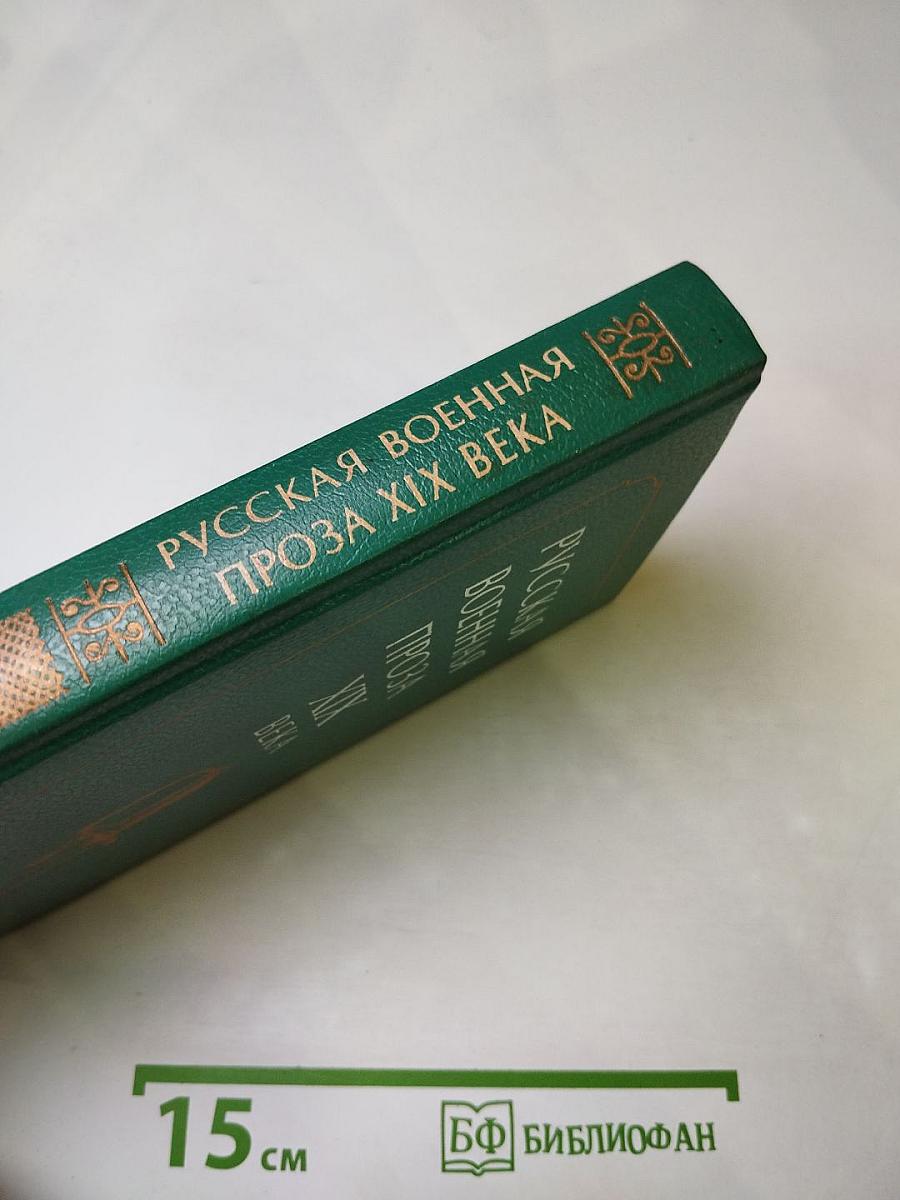 РУССКАЯ ВОЕННАЯ
ПРОЗА XIX ВЕКА
РУССКАЯ
ВОЕННАЯ
ПРОЗА
XIX
ВЕКА
15 см
БФ БИБЛИОФАН